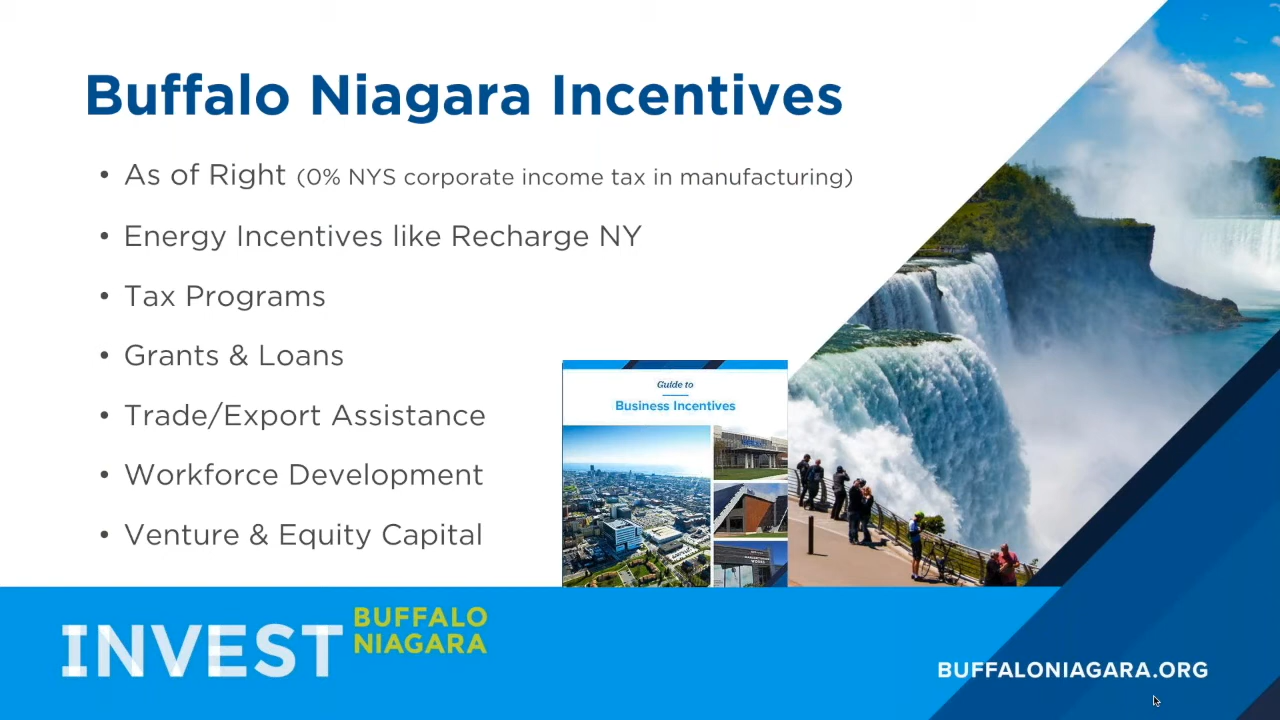 Buffalo Niagara Incentives
• As of Right (0% NYS corporate income tax in manufacturing)
• Energy Incentives like Recharge NY
• Tax Programs
• Grants & Loans
• Trade/Export Assistance
• Workforce Development
• Venture & Equity Capital
Guide to
Business Incentives
INVEST
BUFFALO
NIAGARA
BUFFALONIAGARA.ORG